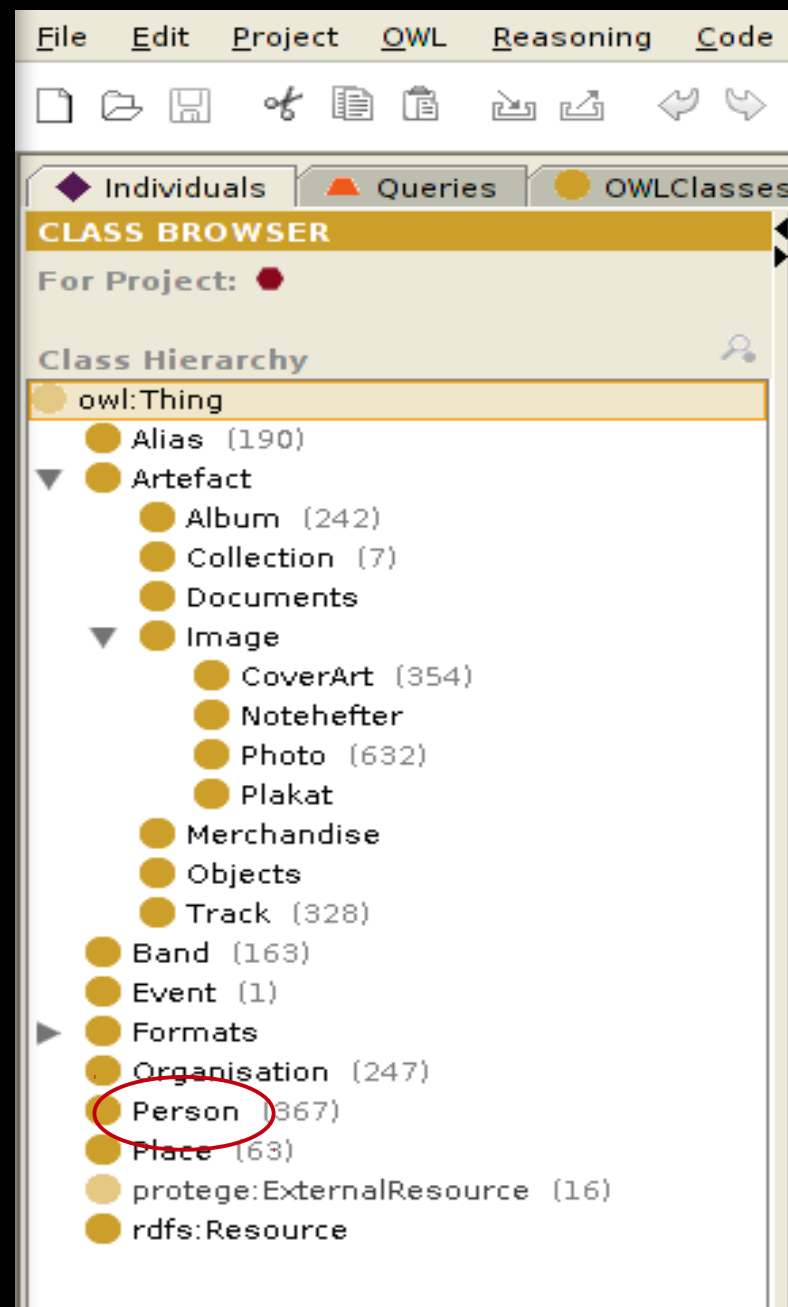 File Edit Project OWL Reasoning Code
Individuals Queries OWLClasses
CLASS BROWSER
For Project:
Class Hierarchy
owl:Thing
Alias (190)
Artefact
Album (242)
Collection (7)
Documents
Image
CoverArt (354)
Notehefter
Photo (632)
Plakat
Merchandise
Objects
Track (328)
Band (163)
Event (1)
Formats
Organisation (247)
Person (367)
Place (63)
protege:ExternalResource (16)
rdfs:Resource